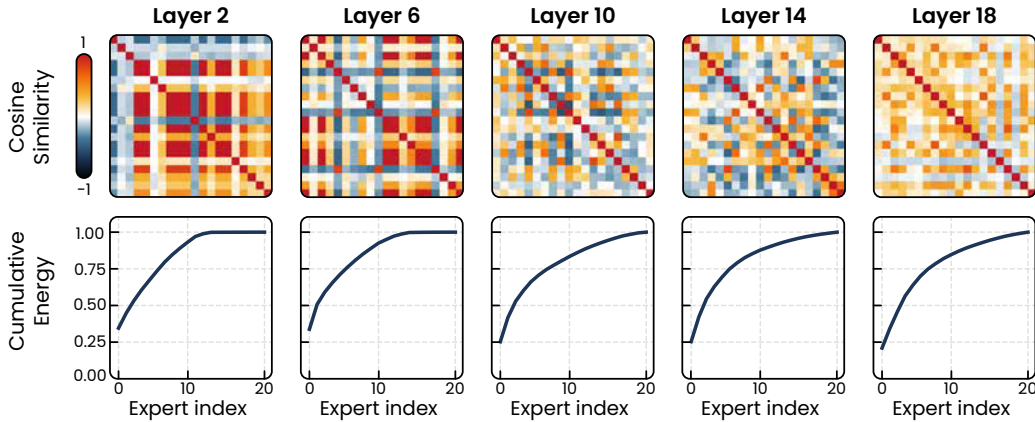 Layer 2 Layer 6 Layer 10 Layer 14 Layer 18
1
Cosine
Similarity
−1
Cumulative
Energy
1.00
0.75
0.50
0.25
0.00
0 10 20 0 10 20 0 10 20 0 10 20 0 10 20
Expert index Expert index Expert index Expert index Expert index